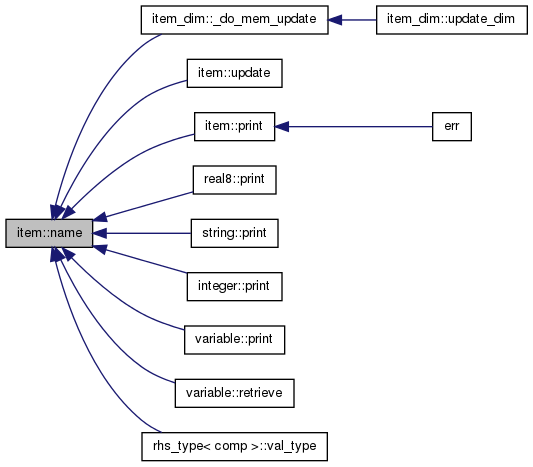 item_dim::_do_mem_update
item_dim::update_dim
item::update
item::print
err
real8::print
item::name
string::print
integer::print
variable::print
variable::retrieve
rhs_type< comp >::val_type